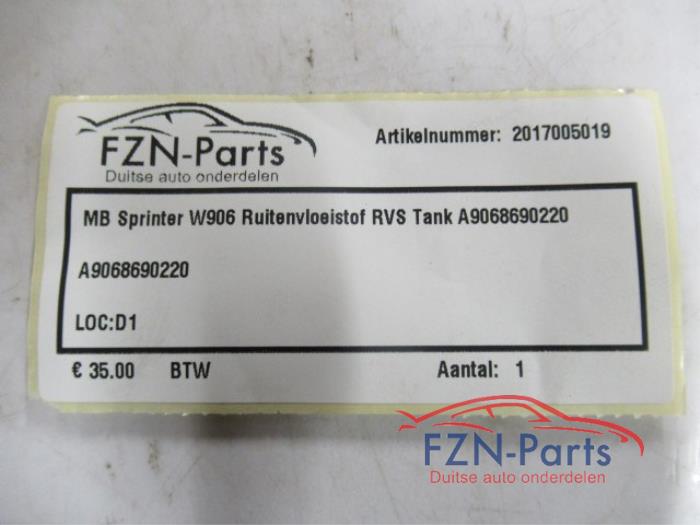 FZN-Parts
Duitse auto onderdelen
Artikelnummer: 2017005019
MB Sprinter W906 Ruitenvloeistof RVS Tank A9068690220
A9068690220
LOC:D1
€ 35.00 BTW Aantal: 1
FZN-Parts
Duitse auto onderdelen